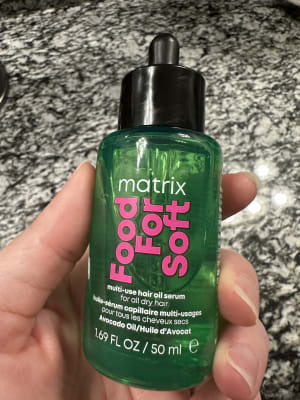 matrix
Food
For
Soft
multi-use hair oil serum
for all dry hair
Huile-sérum capillaire multi-usages
pour tous les cheveux secs
Avocado Oil/Huile d'Avocat
1.69 FL OZ / 50 ml e